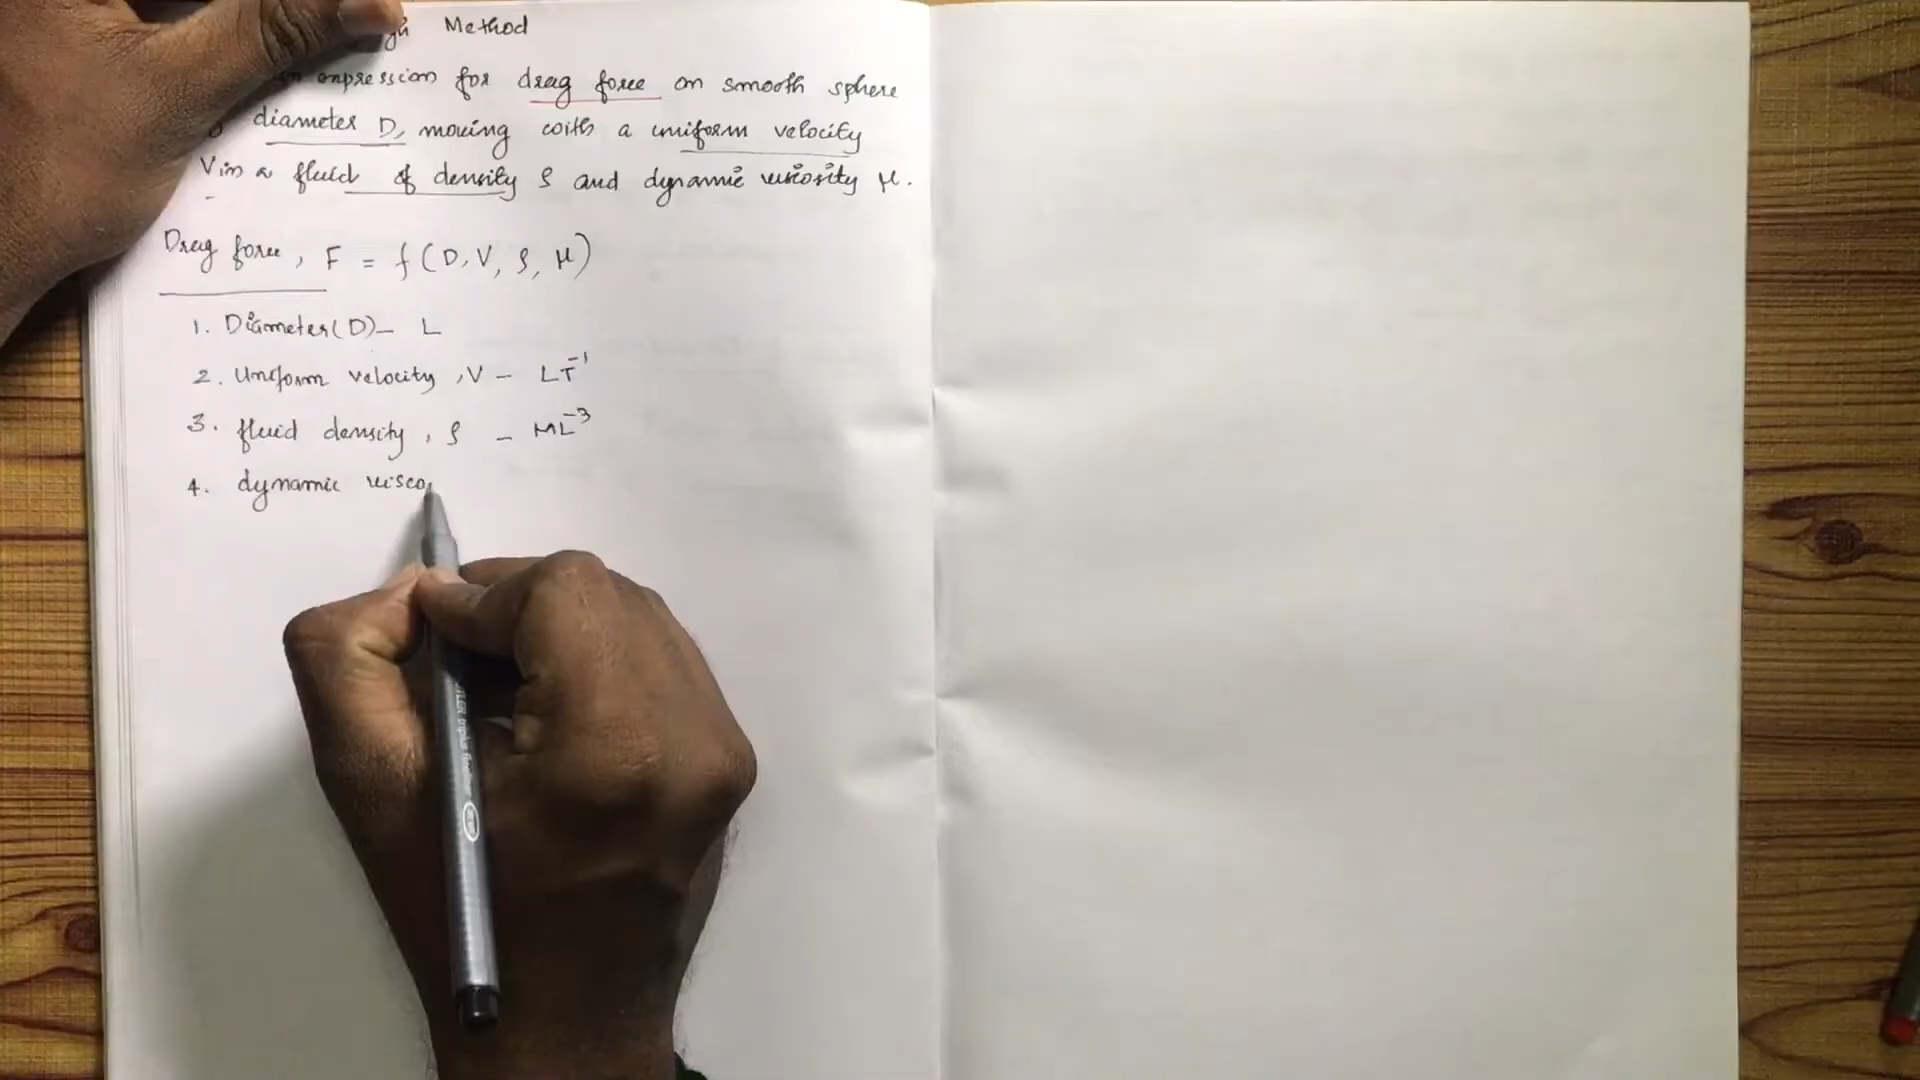 Method
expression for drag force on smooth sphere
diameter D, moving with a uniform velocity
V in a fluid of density ρ and dynamic viscosity μ.
Drag force, F = f(D, V, ρ, μ)
1. Diameter(D) - L
2. Uniform velocity, V - LT⁻¹
3. fluid density, ρ - ML⁻³
4. dynamic visco